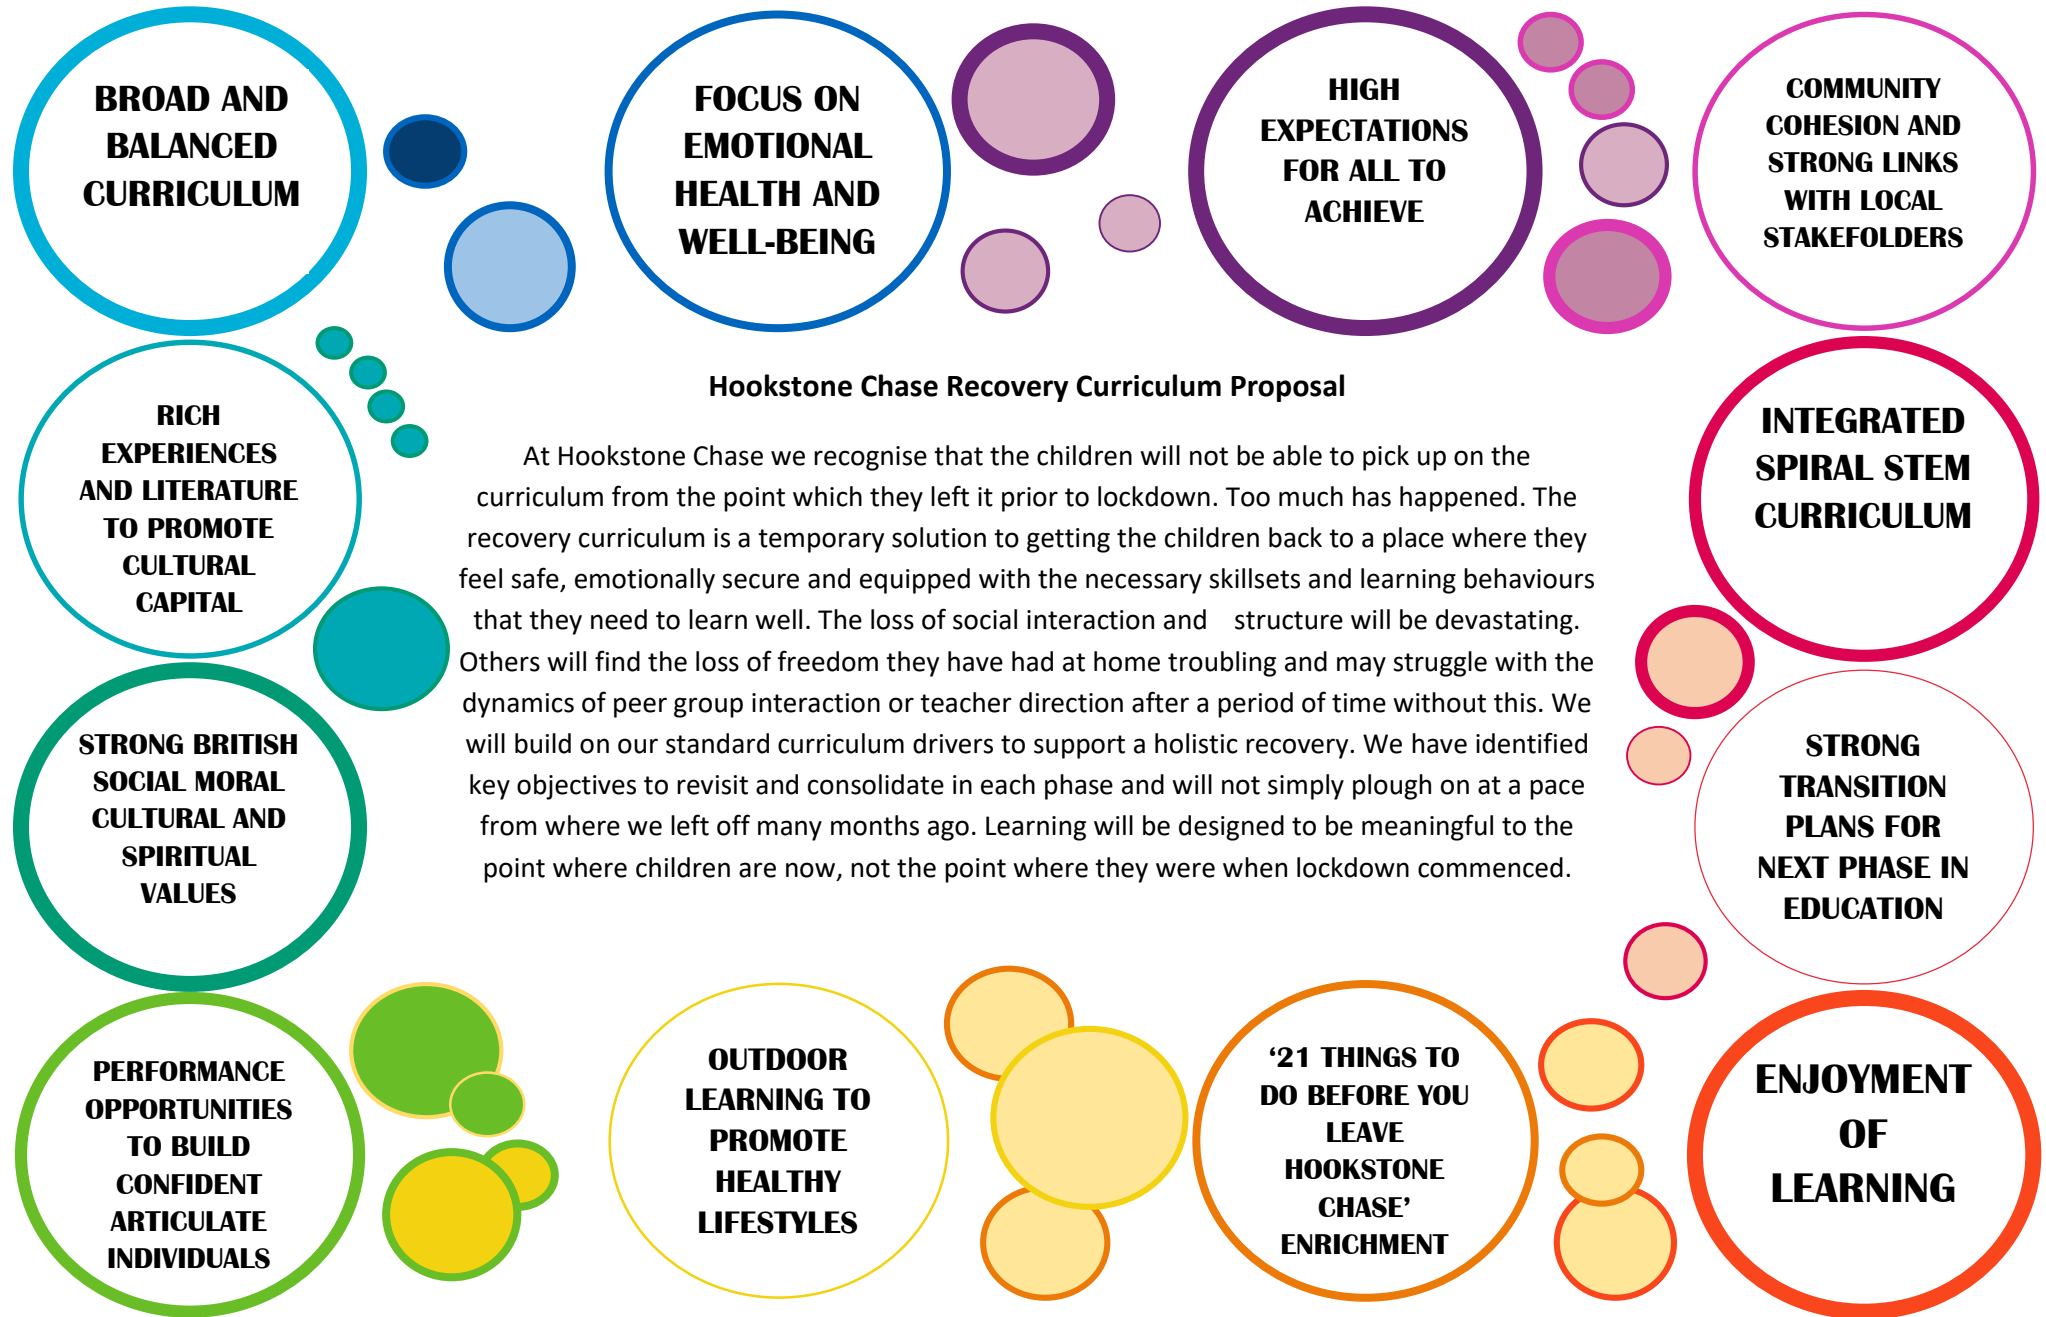 BROAD AND
BALANCED
CURRICULUM
FOCUS ON
EMOTIONAL
HEALTH AND
WELL-BEING
HIGH
EXPECTATIONS
FOR ALL TO
ACHIEVE
COMMUNITY
COHESION AND
STRONG LINKS
WITH LOCAL
STAKEFOLDERS
RICH
EXPERIENCES
AND LITERATURE
TO PROMOTE
CULTURAL
CAPITAL
Hookstone Chase Recovery Curriculum Proposal
At Hookstone Chase we recognise that the children will not be able to pick up on the
curriculum from the point which they left it prior to lockdown. Too much has happened. The
recovery curriculum is a temporary solution to getting the children back to a place where they
feel safe, emotionally secure and equipped with the necessary skillsets and learning behaviours
that they need to learn well. The loss of social interaction and structure will be devastating.
Others will find the loss of freedom they have had at home troubling and may struggle with the
dynamics of peer group interaction or teacher direction after a period of time without this. We
will build on our standard curriculum drivers to support a holistic recovery. We have identified
key objectives to revisit and consolidate in each phase and will not simply plough on at a pace
from where we left off many months ago. Learning will be designed to be meaningful to the
point where children are now, not the point where they were when lockdown commenced.
INTEGRATED
SPIRAL STEM
CURRICULUM
STRONG BRITISH
SOCIAL MORAL
CULTURAL AND
SPIRITUAL
VALUES
STRONG
TRANSITION
PLANS FOR
NEXT PHASE IN
EDUCATION
PERFORMANCE
OPPORTUNITIES
TO BUILD
CONFIDENT
ARTICULATE
INDIVIDUALS
OUTDOOR
LEARNING TO
PROMOTE
HEALTHY
LIFESTYLES
‘21 THINGS TO
DO BEFORE YOU
LEAVE
HOOKSTONE
CHASE’
ENRICHMENT
ENJOYMENT
OF
LEARNING